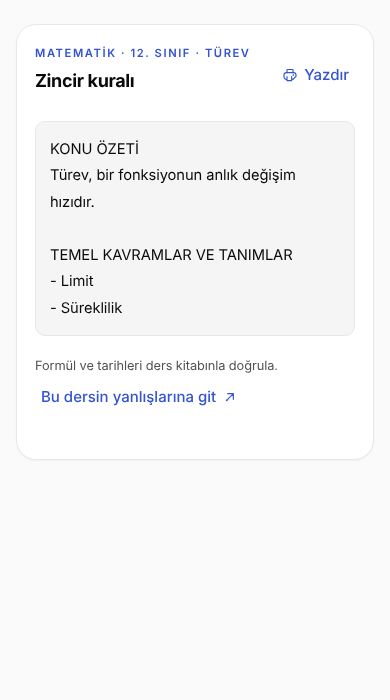 MATEMATİK · 12. SINIF · TÜREV
Zincir kuralı
Yazdır
KONU ÖZETİ
Türev, bir fonksiyonun anlık değişim
hızıdır.
TEMEL KAVRAMLAR VE TANIMLAR
- Limit
- Süreklilik
Formül ve tarihleri ders kitabınla doğrula.
Bu dersin yanlışlarına git ↗